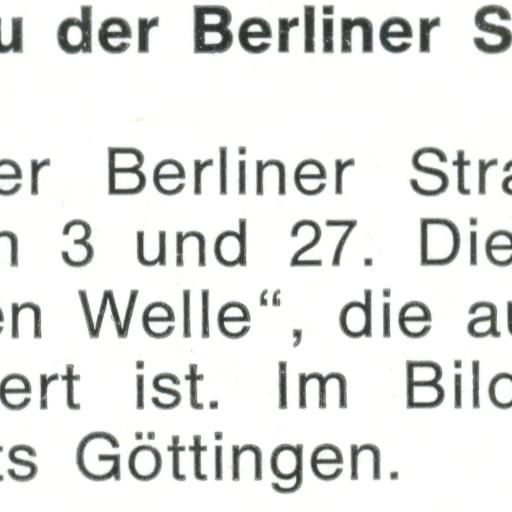 u der Berliner S
er Berliner Stra
n 3 und 27. Die
en Welle“, die au
ert ist. Im Bild
ts Göttingen.